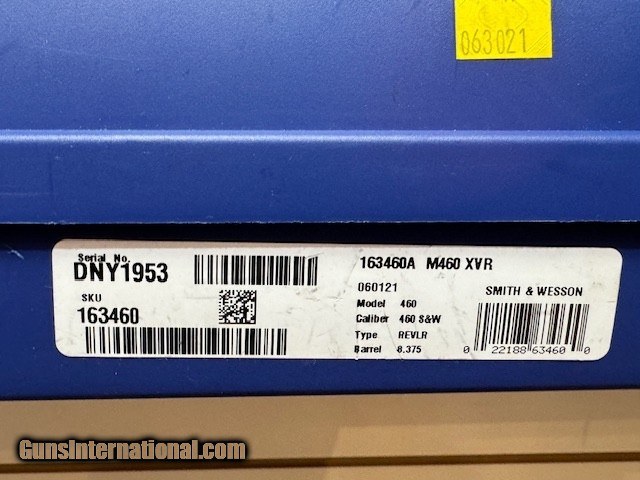 063021
Serial No.
DNY1953
SKU
163460
163460A M460 XVR
060121
Model 460
Caliber 460 S&W
Type REVLR
Barrel 8.375
SMITH & WESSON
0 22188 63460 0
GunsInternational.com